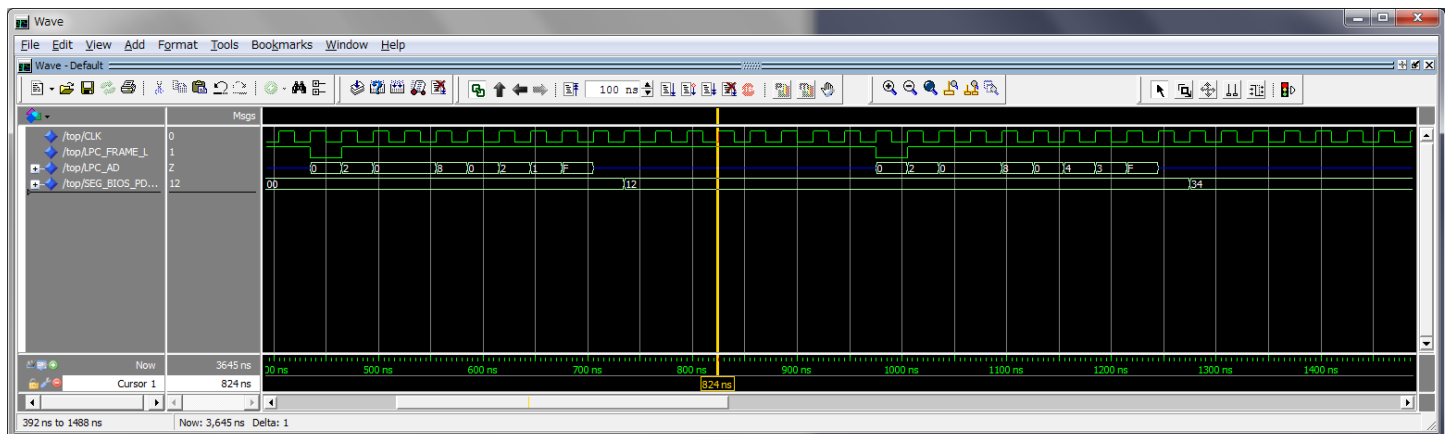 Wave
File Edit View Add Format Tools Bookmarks Window Help
Wave - Default
100 ns
Msgs
/top/CLK 0
/top/LPC_FRAME_L 1
/top/LPC_AD Z 0 2 0 8 0 2 1 F 0 2 0 8 0 4 3 F
/top/SEG_BIOS_PD... 12 00 12 34
Now 3645 ns 00 ns 500 ns 600 ns 700 ns 800 ns 900 ns 1000 ns 1100 ns 1200 ns 1300 ns 1400 ns
Cursor 1 824 ns 824 ns
392 ns to 1488 ns Now: 3,645 ns Delta: 1